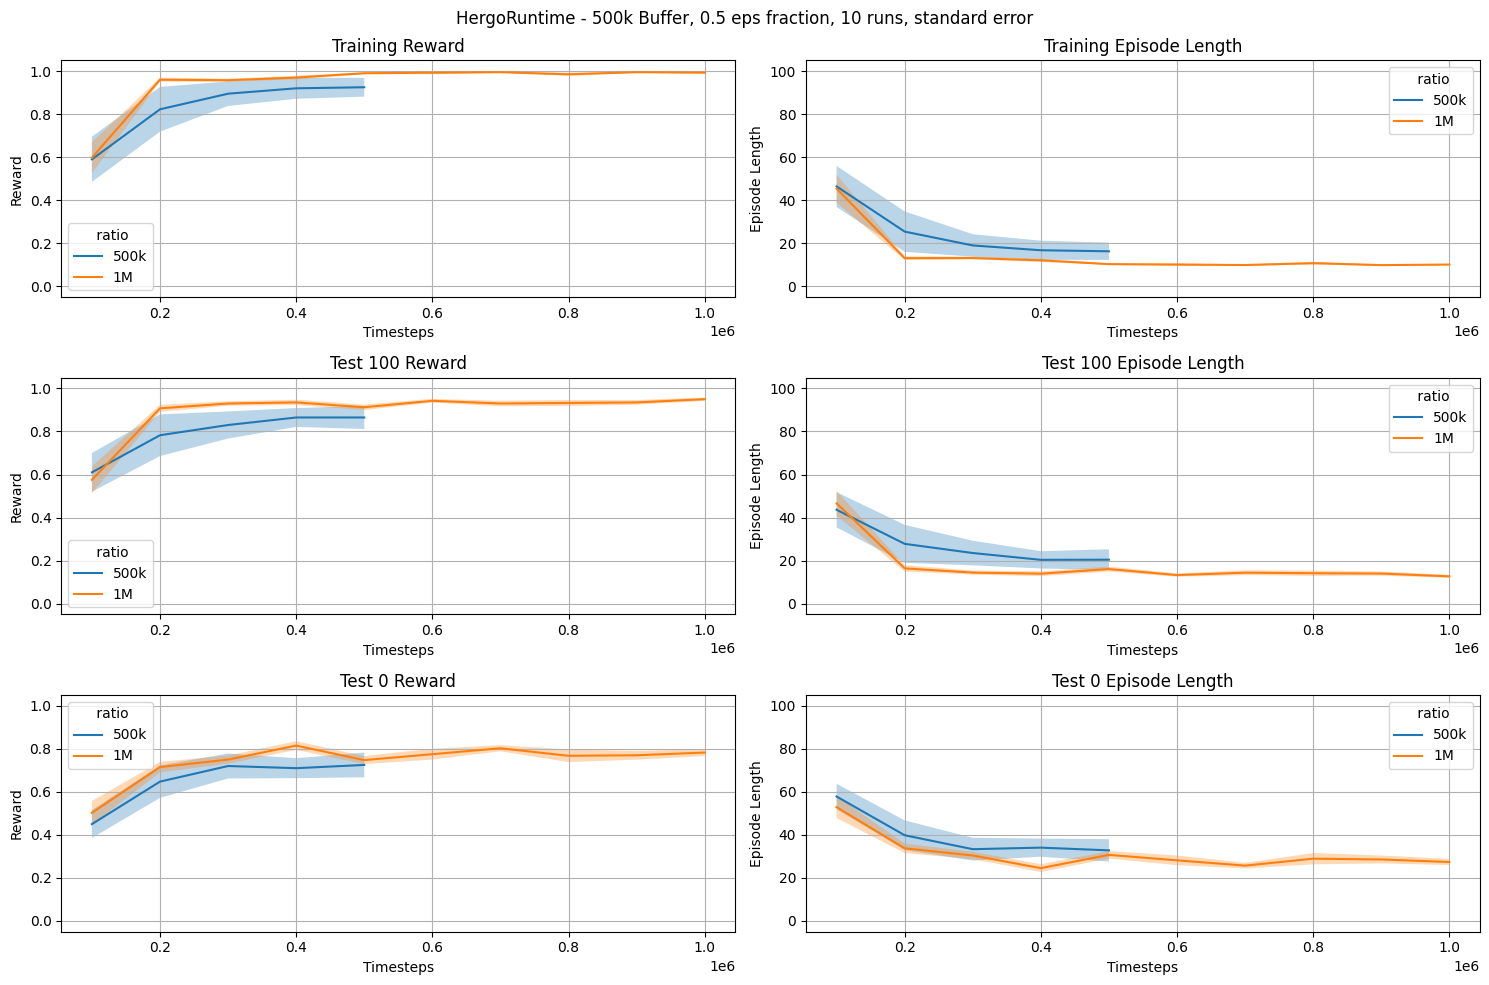 HergoRuntime - 500k Buffer, 0.5 eps fraction, 10 runs, standard error
Training Reward
1.0
0.8
0.6
0.4
0.2
0.0
Reward
ratio
500k
1M
0.2 0.4 0.6 0.8 1.0
1e6
Timesteps
Training Episode Length
100
80
60
40
20
0
Episode Length
ratio
500k
1M
0.2 0.4 0.6 0.8 1.0
1e6
Timesteps
Test 100 Reward
1.0
0.8
0.6
0.4
0.2
0.0
Reward
ratio
500k
1M
0.2 0.4 0.6 0.8 1.0
1e6
Timesteps
Test 100 Episode Length
100
80
60
40
20
0
Episode Length
ratio
500k
1M
0.2 0.4 0.6 0.8 1.0
1e6
Timesteps
Test 0 Reward
1.0
0.8
0.6
0.4
0.2
0.0
Reward
ratio
500k
1M
0.2 0.4 0.6 0.8 1.0
1e6
Timesteps
Test 0 Episode Length
100
80
60
40
20
0
Episode Length
ratio
500k
1M
0.2 0.4 0.6 0.8 1.0
1e6
Timesteps